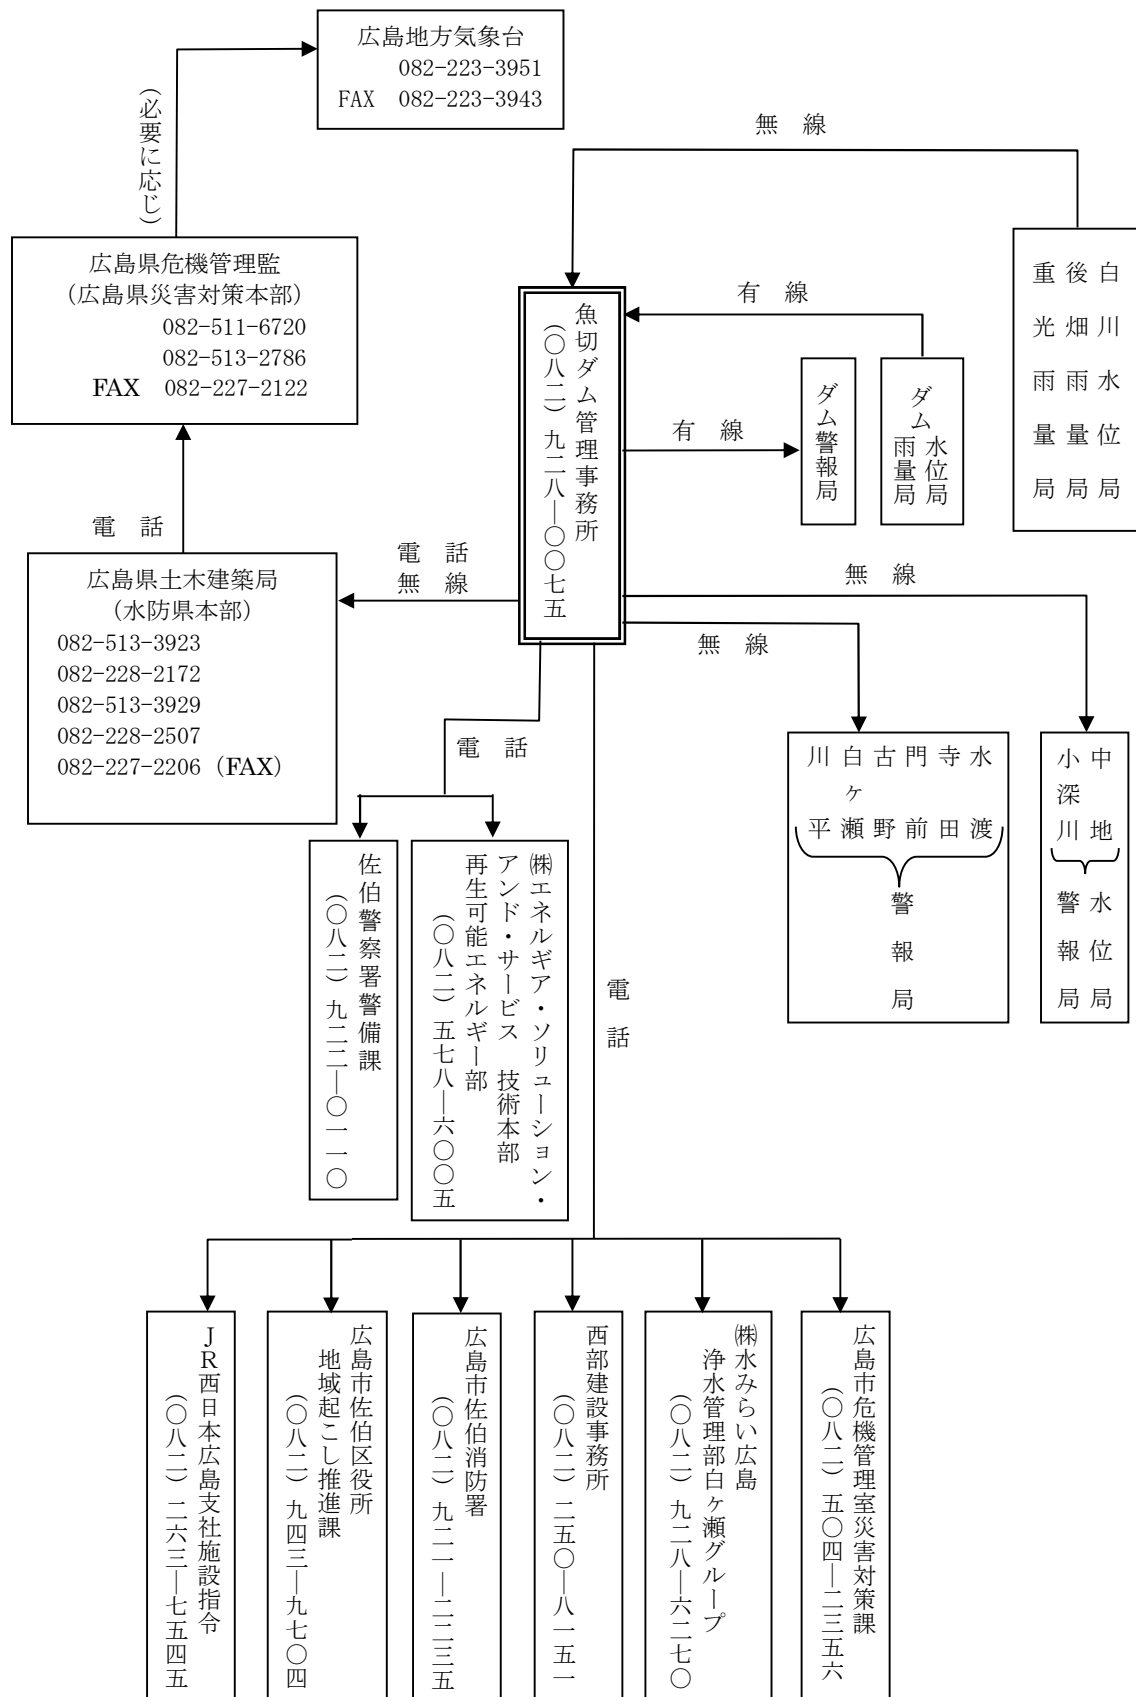 広島地方気象台
082-223-3951
FAX 082-223-3943
(必要に応じ)
無 線
広島県危機管理監
(広島県災害対策本部)
082-511-6720
082-513-2786
FAX 082-227-2122
白川水位局
後畑雨量局
重光雨量局
有 線
魚切ダム管理事務所
(〇八二)九二八―〇〇七五
ダム
水位局
雨量局
ダム警報局
有 線
電 話
電 話
無 線
広島県土木建築局
(水防県本部)
082-513-3923
082-228-2172
082-513-3929
082-228-2507
082-227-2206(FAX)
無 線
無 線
電 話
水渡
寺田
門前
古野
白ヶ瀬
川平
警報局
中地
小深川
水位局
警報局
佐伯警察署警備課
(〇八二)九二二―〇一一〇
㈱エネルギア・ソリューション・
アンド・サービス 技術本部
再生可能エネルギー部
(〇八二)五七八―六〇〇五
電 話
JR西日本広島支社施設指令
(〇八二)二六三―七五四五
広島市佐伯区役所
地域起こし推進課
(〇八二)九四三―九七〇四
広島市佐伯消防署
(〇八二)九二一―二二三五
西部建設事務所
(〇八二)二五〇―八一五一
㈱水みらい広島
浄水管理部白ヶ瀬グループ
(〇八二)九二八―六二七〇
広島市危機管理室災害対策課
(〇八二)五〇四―二三五六